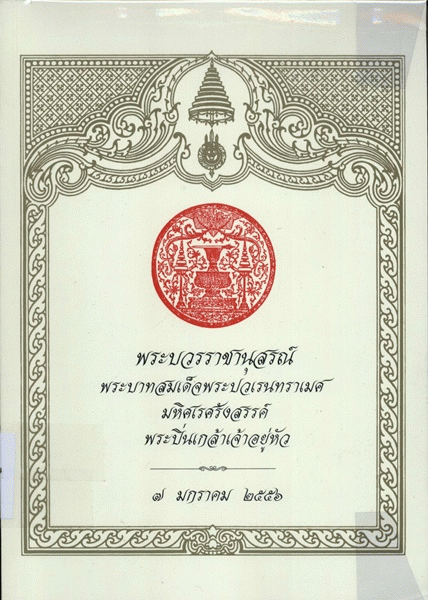 พระบวรราชานุสรณ์
พระบาทสมเด็จพระปวเรนทราเมศ
มหิศเรศรังสรรค์
พระปิ่นเกล้าเจ้าอยู่หัว
๗ มกราคม ๒๕๕๖